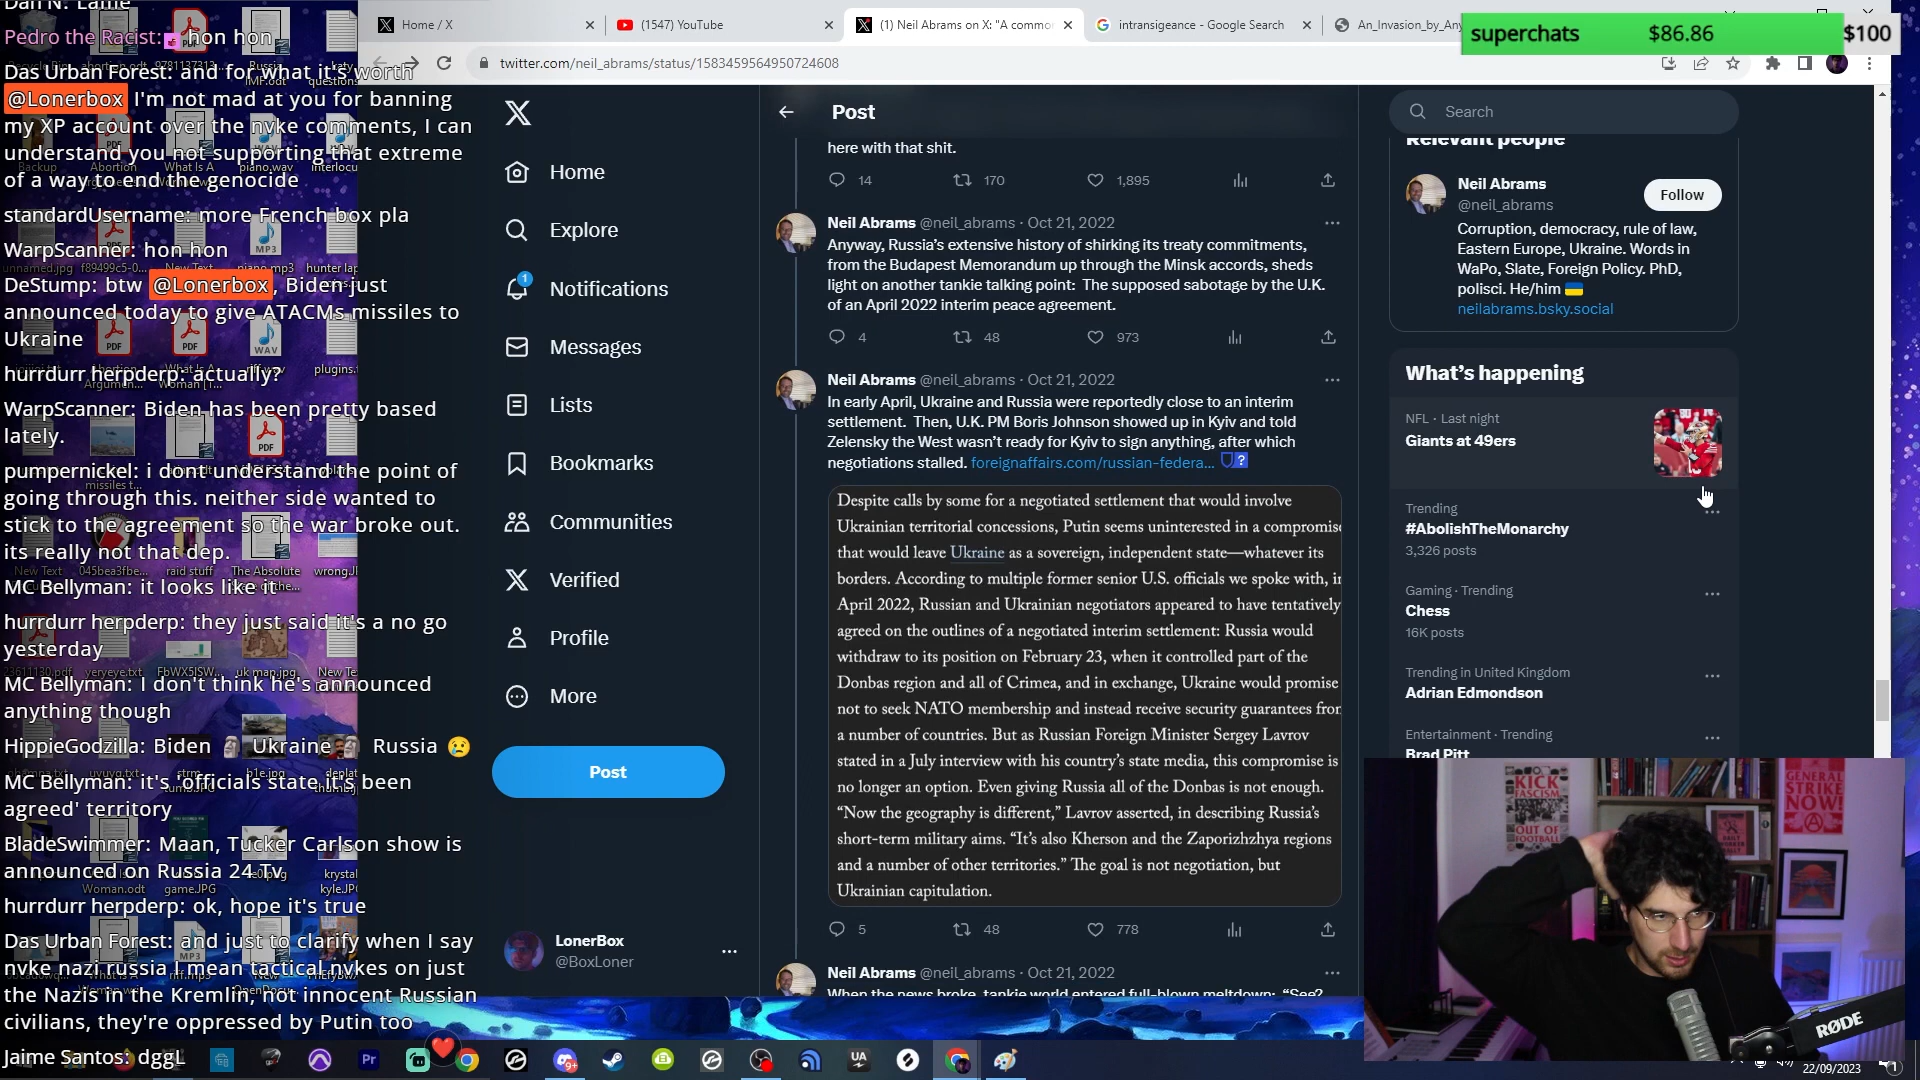 Dan N: Lame
Pedro the Racist: hon hon
Das Urban Forest: and for what it's worth
@Lonerbox I'm not mad at you for banning
my XP account over the nvke comments, I can
understand you not supporting that extreme
of a way to end the genocide
standardUsername: more French box pla
WarpScanner: hon hon
DeStump: btw @Lonerbox, Biden just
announced today to give ATACMs missiles to
Ukraine
hurrdurr herpderp: actually?
WarpScanner: Biden has been pretty based
lately.
pumpernickel: i dont understand the point of
going through this. neither side wanted to
stick to the agreement so the war broke out.
its really not that dep.
MC Bellyman: it looks like it
hurrdurr herpderp: they just said it's a no go
yesterday
MC Bellyman: I don't think he's announced
anything though
HippieGodzilla: Biden 🗿 Ukraine 🗿 Russia 😢
MC Bellyman: it's 'officials state it's been
agreed' territory
BladeSwimmer: Maan, Tucker Carlson show is
announced on Russia 24 Tv
hurrdurr herpderp: ok, hope it's true
Das Urban Forest: and just to clarify when I say
nvke nazi russia I mean tactical nvkes on just
the Nazis in the Kremlin, not innocent Russian
civilians, they're oppressed by Putin too
Jaime Santos: dggL
Home / X
(1547) YouTube
(1) Neil Abrams on X: "A commo
intransigeance - Google Search
An_Invasion_by_Any
superchats $86.86 $100
twitter.com/neil_abrams/status/1583459564950724608
Home
Explore
1
Notifications
Messages
Lists
Bookmarks
Communities
Verified
Profile
More
Post
LonerBox
@BoxLoner
Post
here with that shit.
14 170 1,895
Neil Abrams @neil_abrams · Oct 21, 2022
Anyway, Russia's extensive history of shirking its treaty commitments,
from the Budapest Memorandum up through the Minsk accords, sheds
light on another tankie talking point: The supposed sabotage by the U.K.
of an April 2022 interim peace agreement.
4 48 973
Neil Abrams @neil_abrams · Oct 21, 2022
In early April, Ukraine and Russia were reportedly close to an interim
settlement. Then, U.K. PM Boris Johnson showed up in Kyiv and told
Zelensky the West wasn't ready for Kyiv to sign anything, after which
negotiations stalled. foreignaffairs.com/russian-federa...
Despite calls by some for a negotiated settlement that would involve
Ukrainian territorial concessions, Putin seems uninterested in a compromise
that would leave Ukraine as a sovereign, independent state—whatever its
borders. According to multiple former senior U.S. officials we spoke with, in
April 2022, Russian and Ukrainian negotiators appeared to have tentatively
agreed on the outlines of a negotiated interim settlement: Russia would
withdraw to its position on February 23, when it controlled part of the
Donbas region and all of Crimea, and in exchange, Ukraine would promise
not to seek NATO membership and instead receive security guarantees from
a number of countries. But as Russian Foreign Minister Sergey Lavrov
stated in a July interview with his country's state media, this compromise is
no longer an option. Even giving Russia all of the Donbas is not enough.
“Now the geography is different,” Lavrov asserted, in describing Russia's
short-term military aims. “It's also Kherson and the Zaporizhzhya regions
and a number of other territories.” The goal is not negotiation, but
Ukrainian capitulation.
5 48 778
Neil Abrams @neil_abrams · Oct 21, 2022
When the news broke, tankie world entered full-blown meltdown: “See?
Search
Relevant people
Neil Abrams
@neil_abrams
Follow
Corruption, democracy, rule of law,
Eastern Europe, Ukraine. Words in
WaPo, Slate, Foreign Policy. PhD,
polisci. He/him 🇺🇦
neilabrams.bsky.social
What's happening
NFL · Last night
Giants at 49ers
Trending
#AbolishTheMonarchy
3,326 posts
Gaming · Trending
Chess
16K posts
Trending in United Kingdom
Adrian Edmondson
Entertainment · Trending
Brad Pitt
KICK
FASCISM
OUT OF
FOOTBALL
GENERAL
STRIKE
NOW!
RØDE
22/09/2023